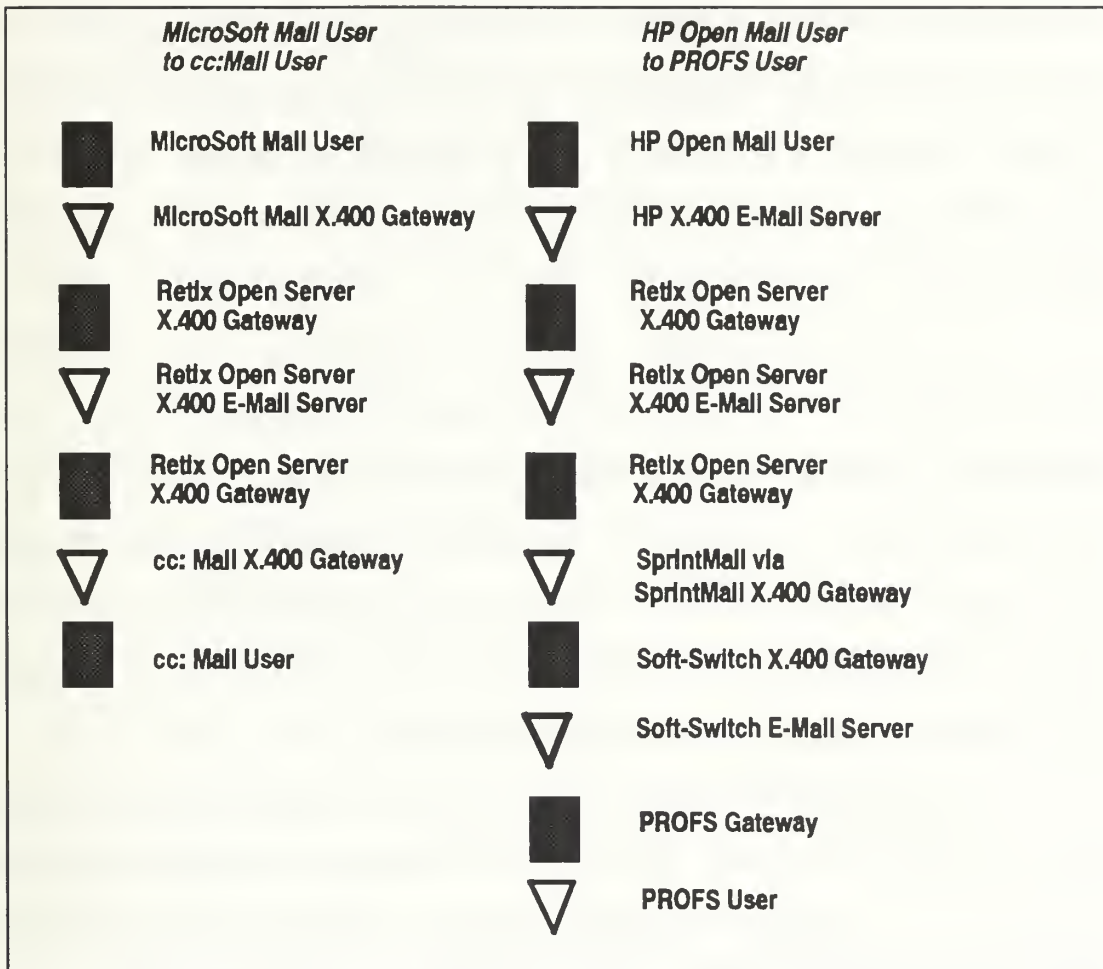 MicroSoft Mail User
to cc:Mail User
MicroSoft Mail User
MicroSoft Mail X.400 Gateway
Retix Open Server
X.400 Gateway
Retix Open Server
X.400 E-Mail Server
Retix Open Server
X.400 Gateway
cc: Mail X.400 Gateway
cc: Mail User
HP Open Mail User
to PROFS User
HP Open Mail User
HP X.400 E-Mail Server
Retix Open Server
X.400 Gateway
Retix Open Server
X.400 E-Mail Server
Retix Open Server
X.400 Gateway
SprintMail via
SprintMail X.400 Gateway
Soft-Switch X.400 Gateway
Soft-Switch E-Mail Server
PROFS Gateway
PROFS User